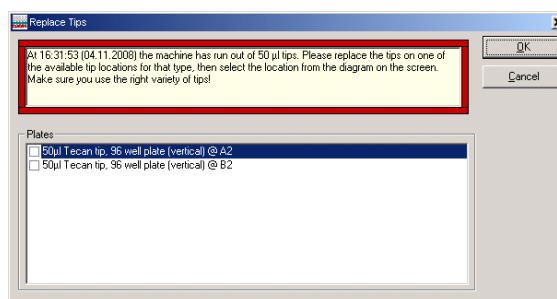 Replace Tips
At 16:31:53 (04.11.2008) the machine has run out of 50 µl tips. Please replace the tips on one of
the available tip locations for that type, then select the location from the diagram on the screen.
Make sure you use the right variety of tips!
OK
Cancel
Plates
50µl Tecan tip, 96 well plate (vertical) @ A2
50µl Tecan tip, 96 well plate (vertical) @ B2